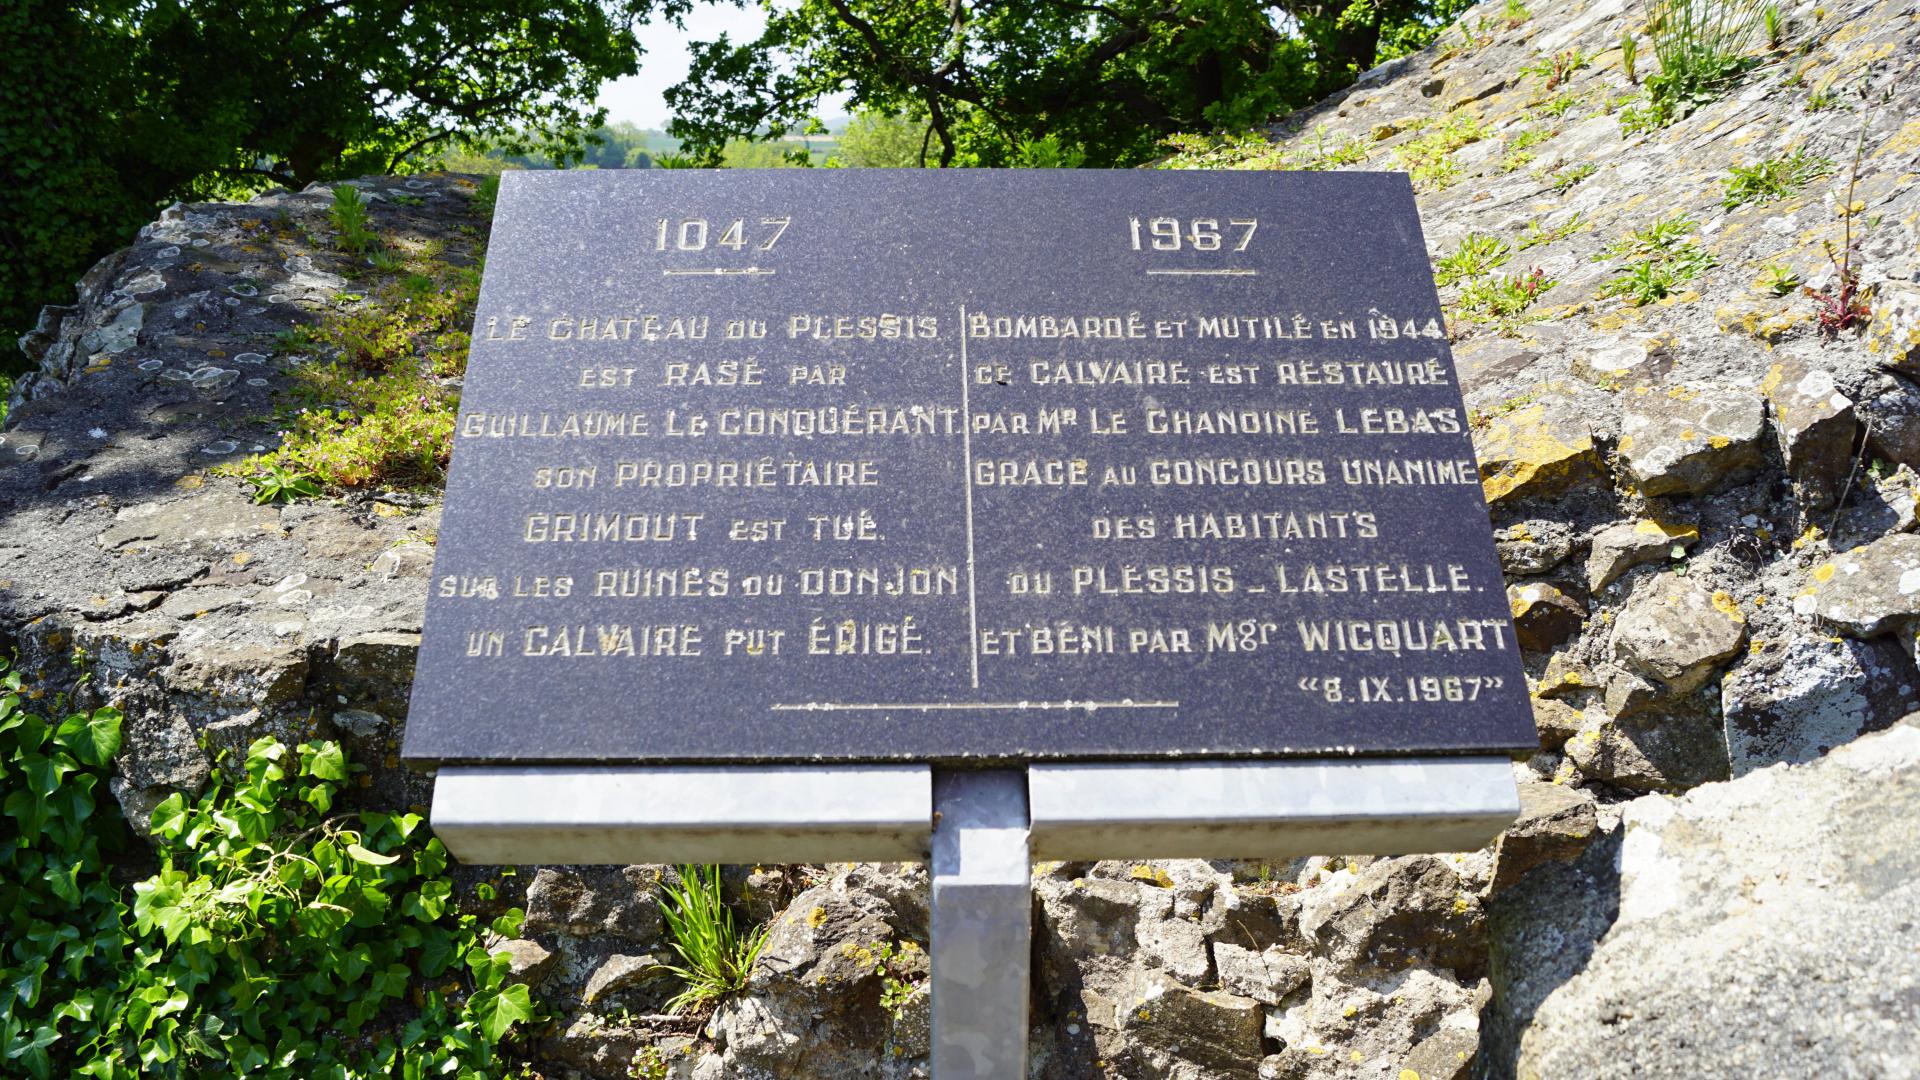 1047
LE CHATEAU DU PLESSIS
EST RASÉ PAR
GUILLAUME LE CONQUÉRANT.
SON PROPRIÉTAIRE
GRIMOUT EST TUÉ.
SUR LES RUINES DU DONJON
UN CALVAIRE FUT ÉRIGÉ.
1967
BOMBARDÉ ET MUTILÉ EN 1944
CE CALVAIRE EST RESTAURÉ
PAR MR LE CHANOINE LEBAS
GRACE AU CONCOURS UNANIME
DES HABITANTS
DU PLESSIS - LASTELLE.
ET BÉNI PAR Mgr WICQUART
"8.IX.1967"